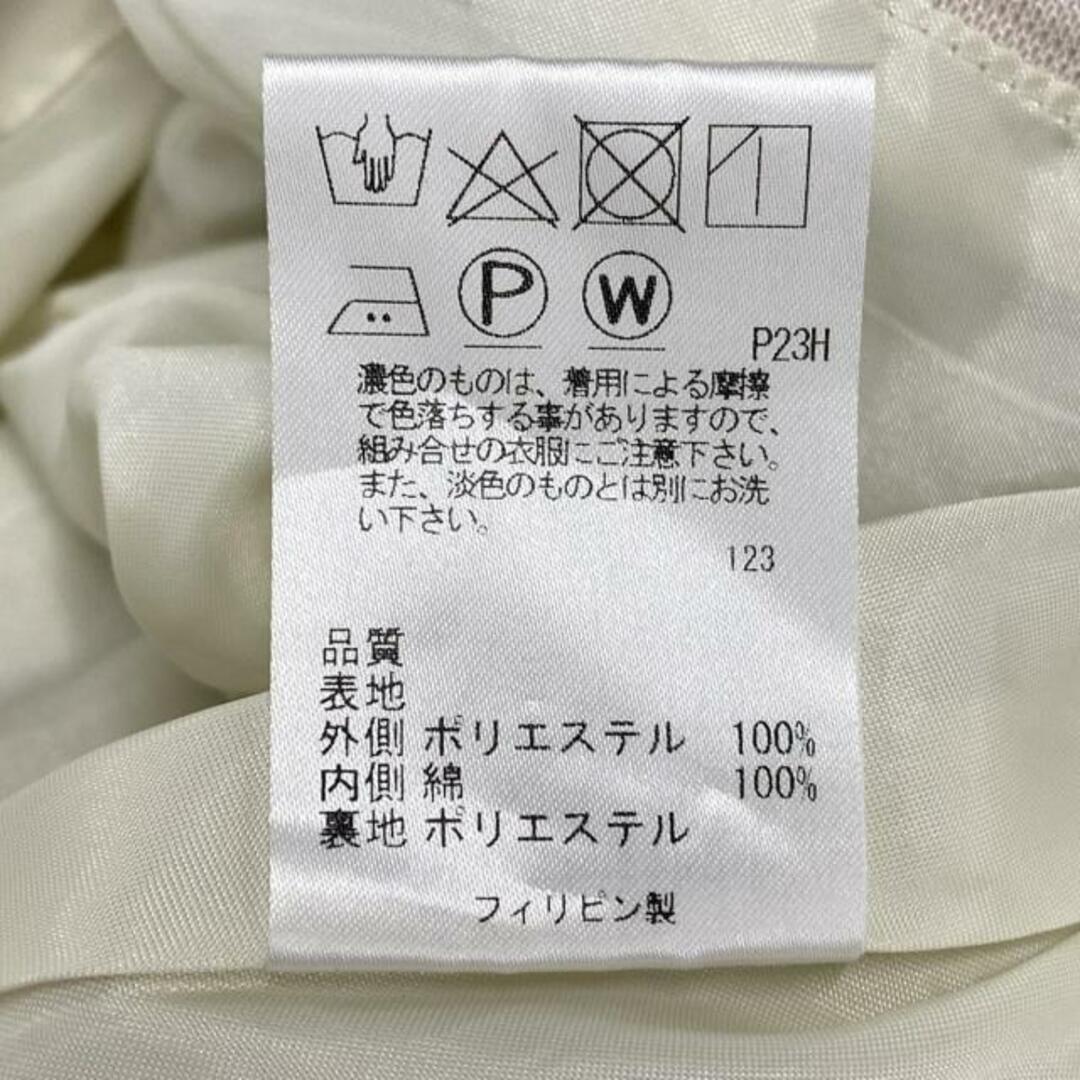 P
W
P23H
濃色のものは、着用による摩擦
で色落ちする事がありますので、
組み合せの衣服にご注意下さい。
また、淡色のものとは別にお洗
い下さい。
123
品質
表地
外側 ポリエステル 100%
内側 綿 100%
裏地 ポリエステル
フィリピン製